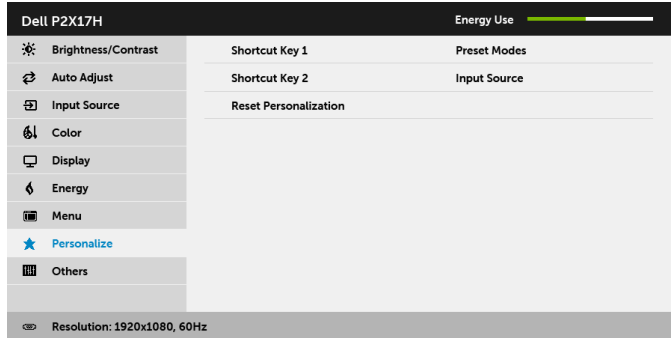 Dell P2X17H
Energy Use
Brightness/Contrast
Shortcut Key 1
Preset Modes
Auto Adjust
Shortcut Key 2
Input Source
Input Source
Reset Personalization
Color
Display
Energy
Menu
Personalize
Others
Resolution: 1920x1080, 60Hz